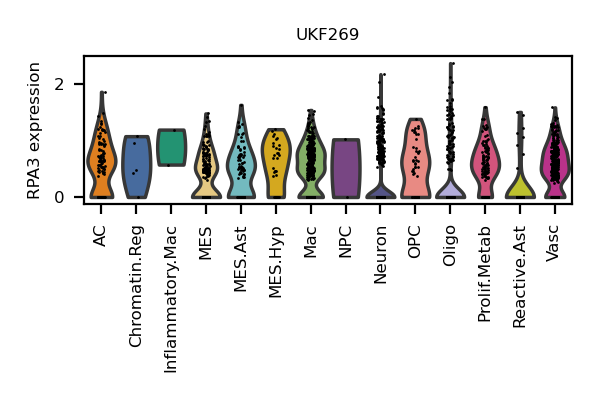 UKF269
RPA3 expression
2
0
AC
Chromatin.Reg
Inflammatory.Mac
MES
MES.Ast
MES.Hyp
Mac
NPC
Neuron
OPC
Oligo
Prolif.Metab
Reactive.Ast
Vasc